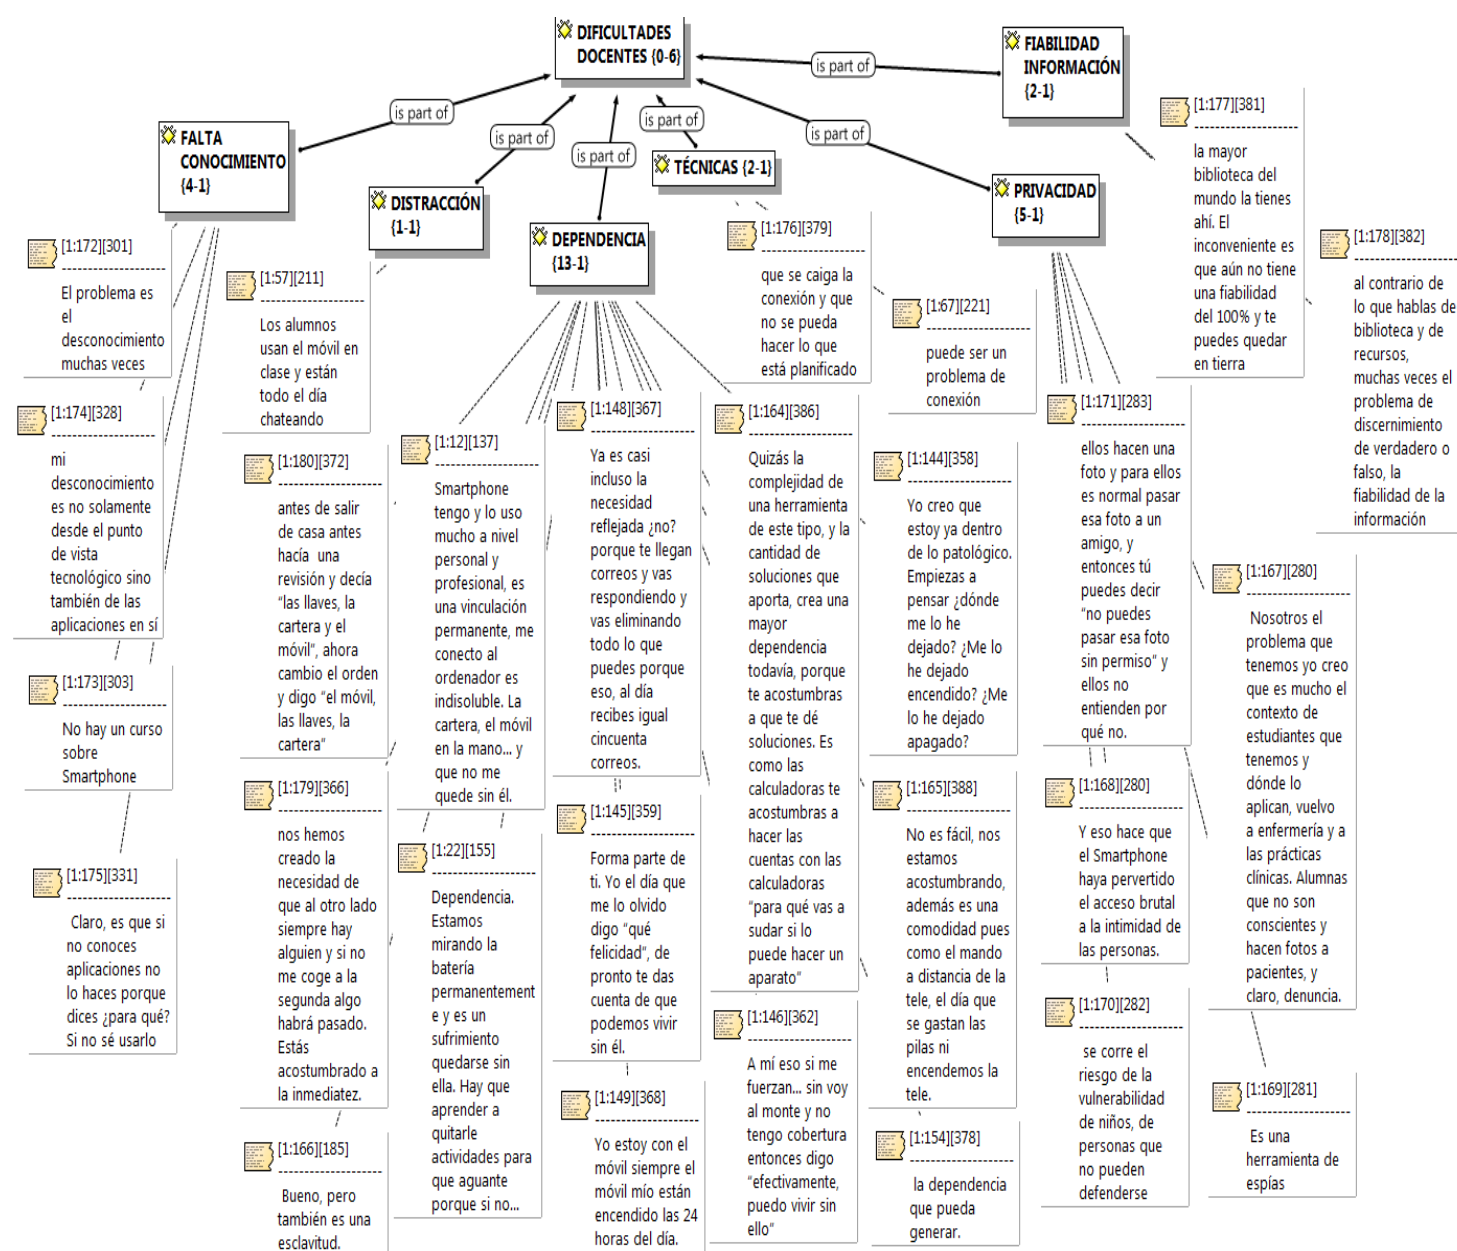 DIFICULTADES
DOCENTES {0-6}
FIABILIDAD
INFORMACIÓN
{2-1}
is part of
is part of
is part of
is part of
is part of
is part of
FALTA
CONOCIMIENTO
{4-1}
DISTRACCIÓN
{1-1}
DEPENDENCIA
{13-1}
TÉCNICAS {2-1}
PRIVACIDAD
{5-1}
[1:172][301]
El problema es
el
desconocimiento
muchas veces
[1:174][328]
mi
desconocimiento
es no solamente
desde el punto
de vista
tecnológico sino
también de las
aplicaciones en sí
[1:173][303]
No hay un curso
sobre
Smartphone
[1:175][331]
Claro, es que si
no conoces
aplicaciones no
lo haces porque
dices ¿para qué?
Si no sé usarlo
[1:57][211]
Los alumnos
usan el móvil en
clase y están
todo el día
chateando
[1:180][372]
antes de salir
de casa antes
hacía una
revisión y decía
"las llaves, la
cartera y el
móvil", ahora
cambio el orden
y digo "el móvil,
las llaves, la
cartera"
[1:179][366]
nos hemos
creado la
necesidad de
que al otro lado
siempre hay
alguien y si no
me coge a la
segunda algo
habrá pasado.
Estás
acostumbrado a
la inmediatez.
[1:166][185]
Bueno, pero
también es una
esclavitud.
[1:12][137]
Smartphone
tengo y lo uso
mucho a nivel
personal y
profesional, es
una vinculación
permanente, me
conecto al
ordenador es
indisoluble. La
cartera, el móvil
en la mano... y
que no me
quede sin él.
[1:22][155]
Dependencia.
Estamos
mirando la
batería
permanentement
e y es un
sufrimiento
quedarse sin
ella. Hay que
aprender a
quitarle
actividades para
que aguante
porque si no...
[1:148][367]
Ya es casi
incluso la
necesidad
reflejada ¿no?
porque te llegan
correos y vas
respondiendo y
vas eliminando
todo lo que
puedes porque
eso, al día
recibes igual
cincuenta
correos.
[1:145][359]
Forma parte de
ti. Yo el día que
me lo olvido
digo "qué
felicidad", de
pronto te das
cuenta de que
podemos vivir
sin él.
[1:149][368]
Yo estoy con el
móvil siempre el
móvil mío están
encendido las 24
horas del día.
[1:164][386]
Quizás la
complejidad de
una herramienta
de este tipo, y la
cantidad de
soluciones que
aporta, crea una
mayor
dependencia
todavía, porque
te acostumbras
a que te dé
soluciones. Es
como las
calculadoras te
acostumbras a
hacer las
cuentas con las
calculadoras
"para qué vas a
sudar si lo
puede hacer un
aparato"
[1:146][362]
A mí eso si me
fuerzan... sin voy
al monte y no
tengo cobertura
entonces digo
"efectivamente,
puedo vivir sin
ello"
[1:176][379]
que se caiga la
conexión y que
no se pueda
hacer lo que
está planificado
[1:67][221]
puede ser un
problema de
conexión
[1:144][358]
Yo creo que
estoy ya dentro
de lo patológico.
Empiezas a
pensar ¿dónde
me lo he
dejado? ¿Me lo
he dejado
encendido? ¿Me
lo he dejado
apagado?
[1:165][388]
No es fácil, nos
estamos
acostumbrando,
además es una
comodidad pues
como el mando
a distancia de la
tele, el día que
se gastan las
pilas ni
encendemos la
tele.
[1:154][378]
la dependencia
que pueda
generar.
[1:171][283]
ellos hacen una
foto y para ellos
es normal pasar
esa foto a un
amigo, y
entonces tú
puedes decir
"no puedes
pasar esa foto
sin permiso" y
ellos no
entienden por
qué no.
[1:168][280]
Y eso hace que
el Smartphone
haya pervertido
el acceso brutal
a la intimidad de
las personas.
[1:170][282]
se corre el
riesgo de la
vulnerabilidad
de niños, de
personas que
no pueden
defenderse
[1:177][381]
la mayor
biblioteca del
mundo la tienes
ahí. El
inconveniente es
que aún no tiene
una fiabilidad
del 100% y te
puedes quedar
en tierra
[1:178][382]
al contrario de
lo que hablas de
biblioteca y de
recursos,
muchas veces el
problema de
discernimiento
de verdadero o
falso, la
fiabilidad de la
información
[1:167][280]
Nosotros el
problema que
tenemos yo creo
que es mucho el
contexto de
estudiantes que
tenemos y
dónde lo
aplican, vuelvo
a enfermería y a
las prácticas
clínicas. Alumnas
que no son
conscientes y
hacen fotos a
pacientes, y
claro, denuncia.
[1:169][281]
Es una
herramienta de
espías